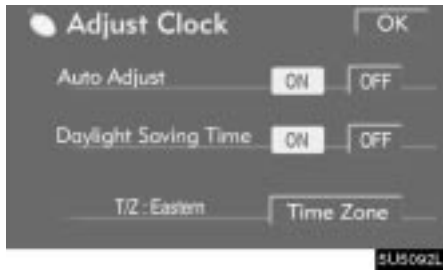 Adjust Clock OK
Auto Adjust ON OFF
Daylight Saving Time ON OFF
T/Z : Eastern Time Zone
5U5092L